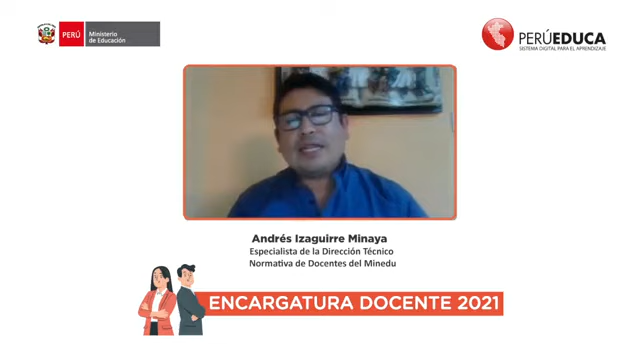 PERÚ
Ministerio
de Educación
PERÚEDUCA
SISTEMA DIGITAL PARA EL APRENDIZAJE
Andrés Izaguirre Minaya
Especialista de la Dirección Técnico
Normativa de Docentes del Minedu
ENCARGATURA DOCENTE 2021